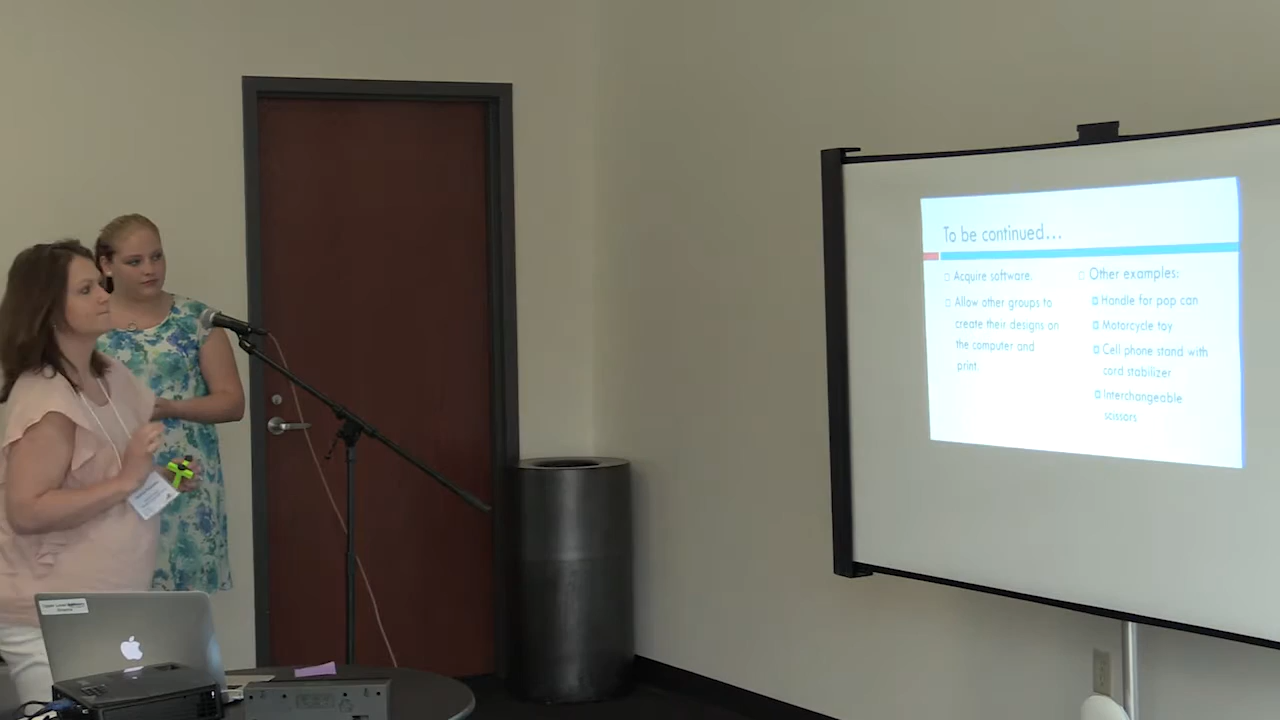 To be continued...
Acquire software.
Allow other groups to
create their designs on
the computer and
print.
Other examples:
Handle for pop can
Motorcycle toy
Cell phone stand with
cord stabilizer
Interchangeable
scissors